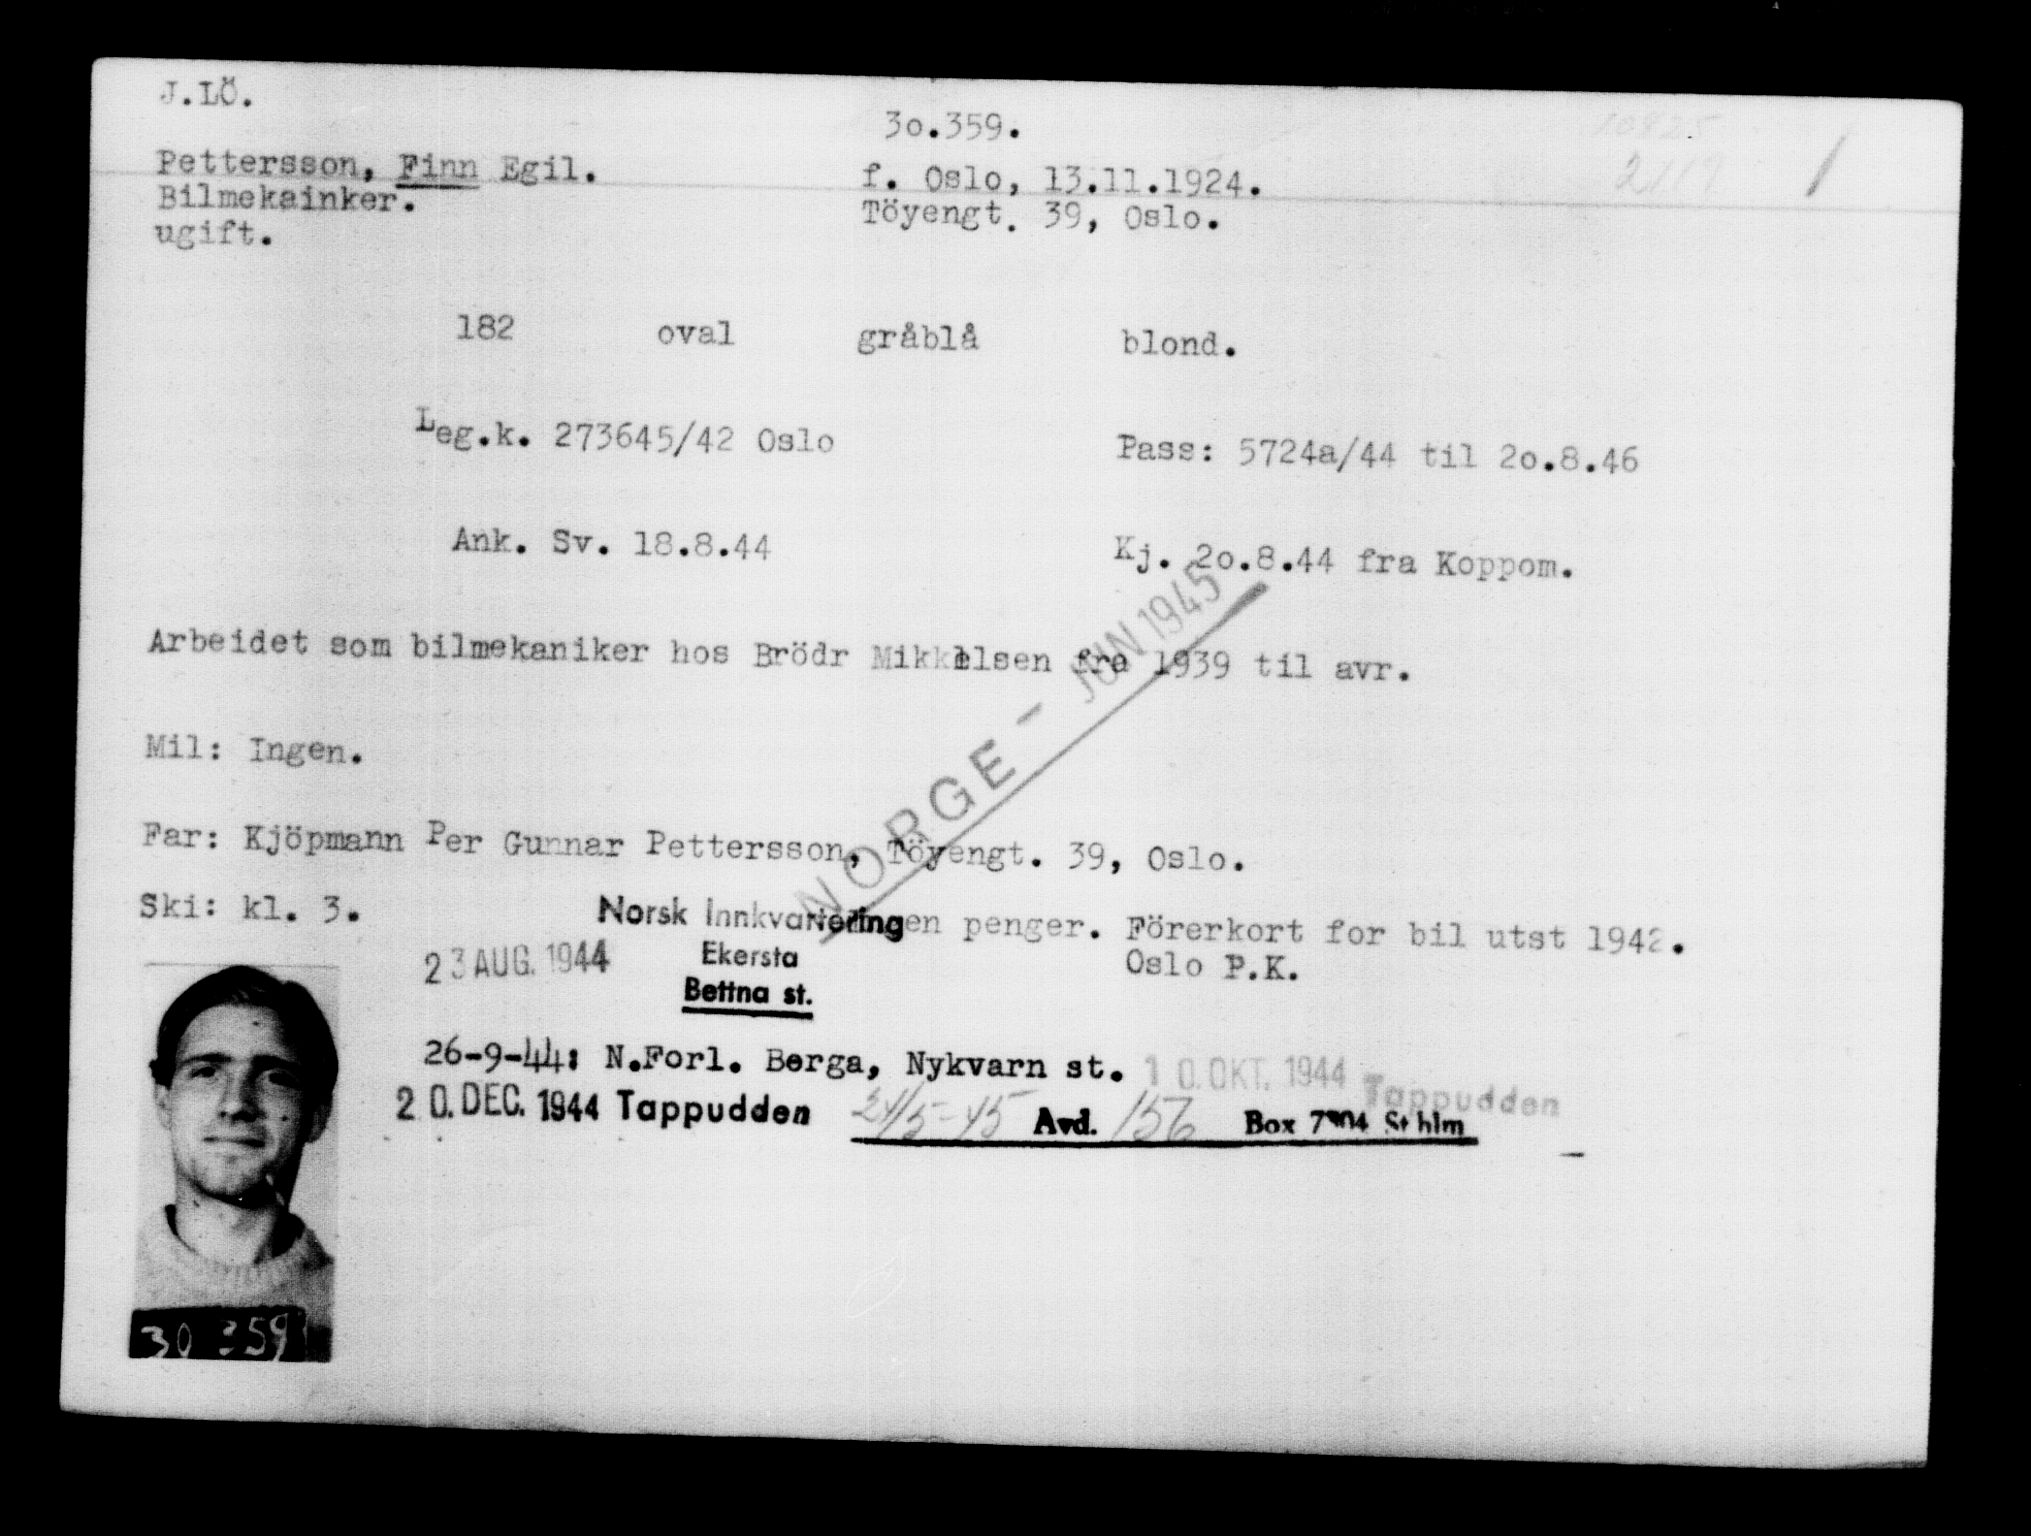 J.LÖ.
3o.359.
Pettersson, Finn Egil.
f. Oslo, 13.11.1924.
Bilmekainker.
Töyengt. 39, Oslo.
ugift.
182 oval gråblå blond.
Leg.k. 273645/42 Oslo
Pass: 5724a/44 til 2o.8.46
Ank. Sv. 18.8.44
Kj. 2o.8.44 fra Koppom.
Arbeidet som bilmekaniker hos Brödr Mikkelsen fra 1939 til avr.
Mil: Ingen.
NORGE - JUN 1945
Far: Kjöpmann Per Gunnar Pettersson, Töyengt. 39, Oslo.
Ski: kl. 3.
Norsk Innkvartering
penger. Förerkort for bil utst 1942.
Oslo P.K.
23 AUG. 1944
Ekersta
Bettna st.
26-9-44: N.Forl. Berga, Nykvarn st.
10. OKT. 1944 Tappudden
20. DEC. 1944 Tappudden
Avd. 156 Box 7304 Sthlm
30 359